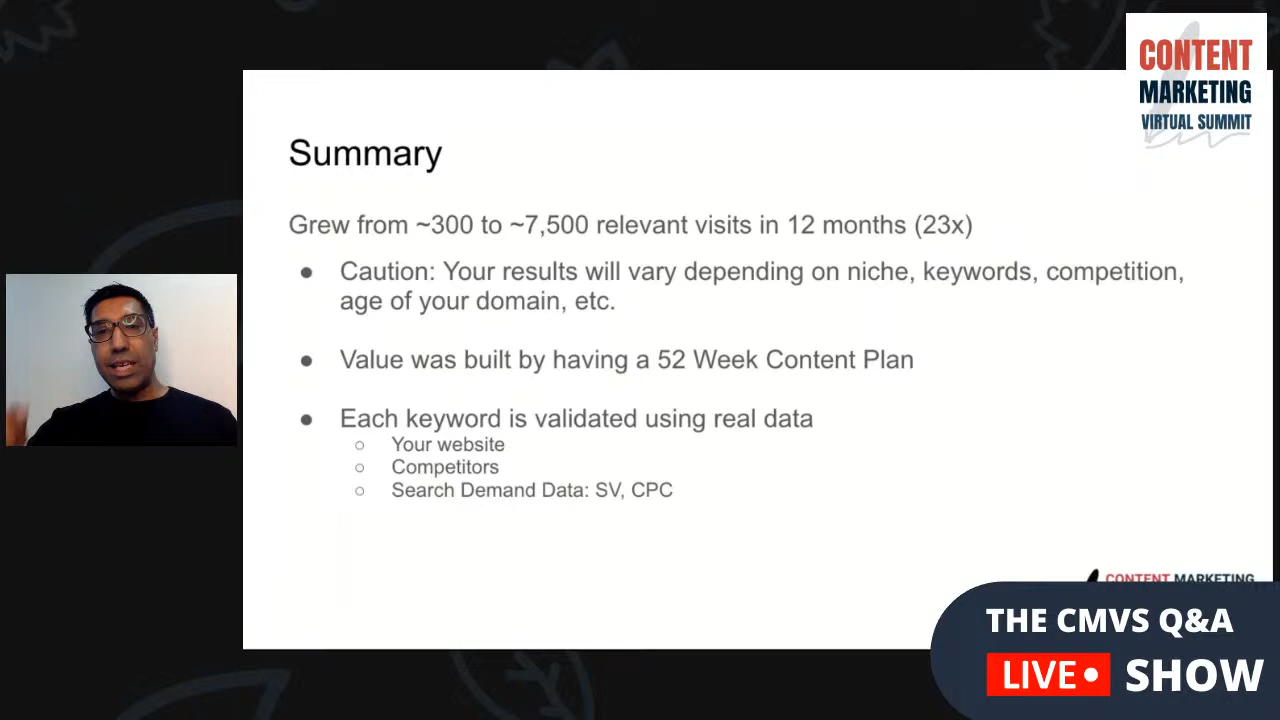 CONTENT
MARKETING
VIRTUAL SUMMIT
Summary
Grew from ~300 to ~7,500 relevant visits in 12 months (23x)
● Caution: Your results will vary depending on niche, keywords, competition,
age of your domain, etc.
● Value was built by having a 52 Week Content Plan
● Each keyword is validated using real data
○ Your website
○ Competitors
○ Search Demand Data: SV, CPC
CONTENT MARKETING
THE CMVS Q&A
LIVE● SHOW